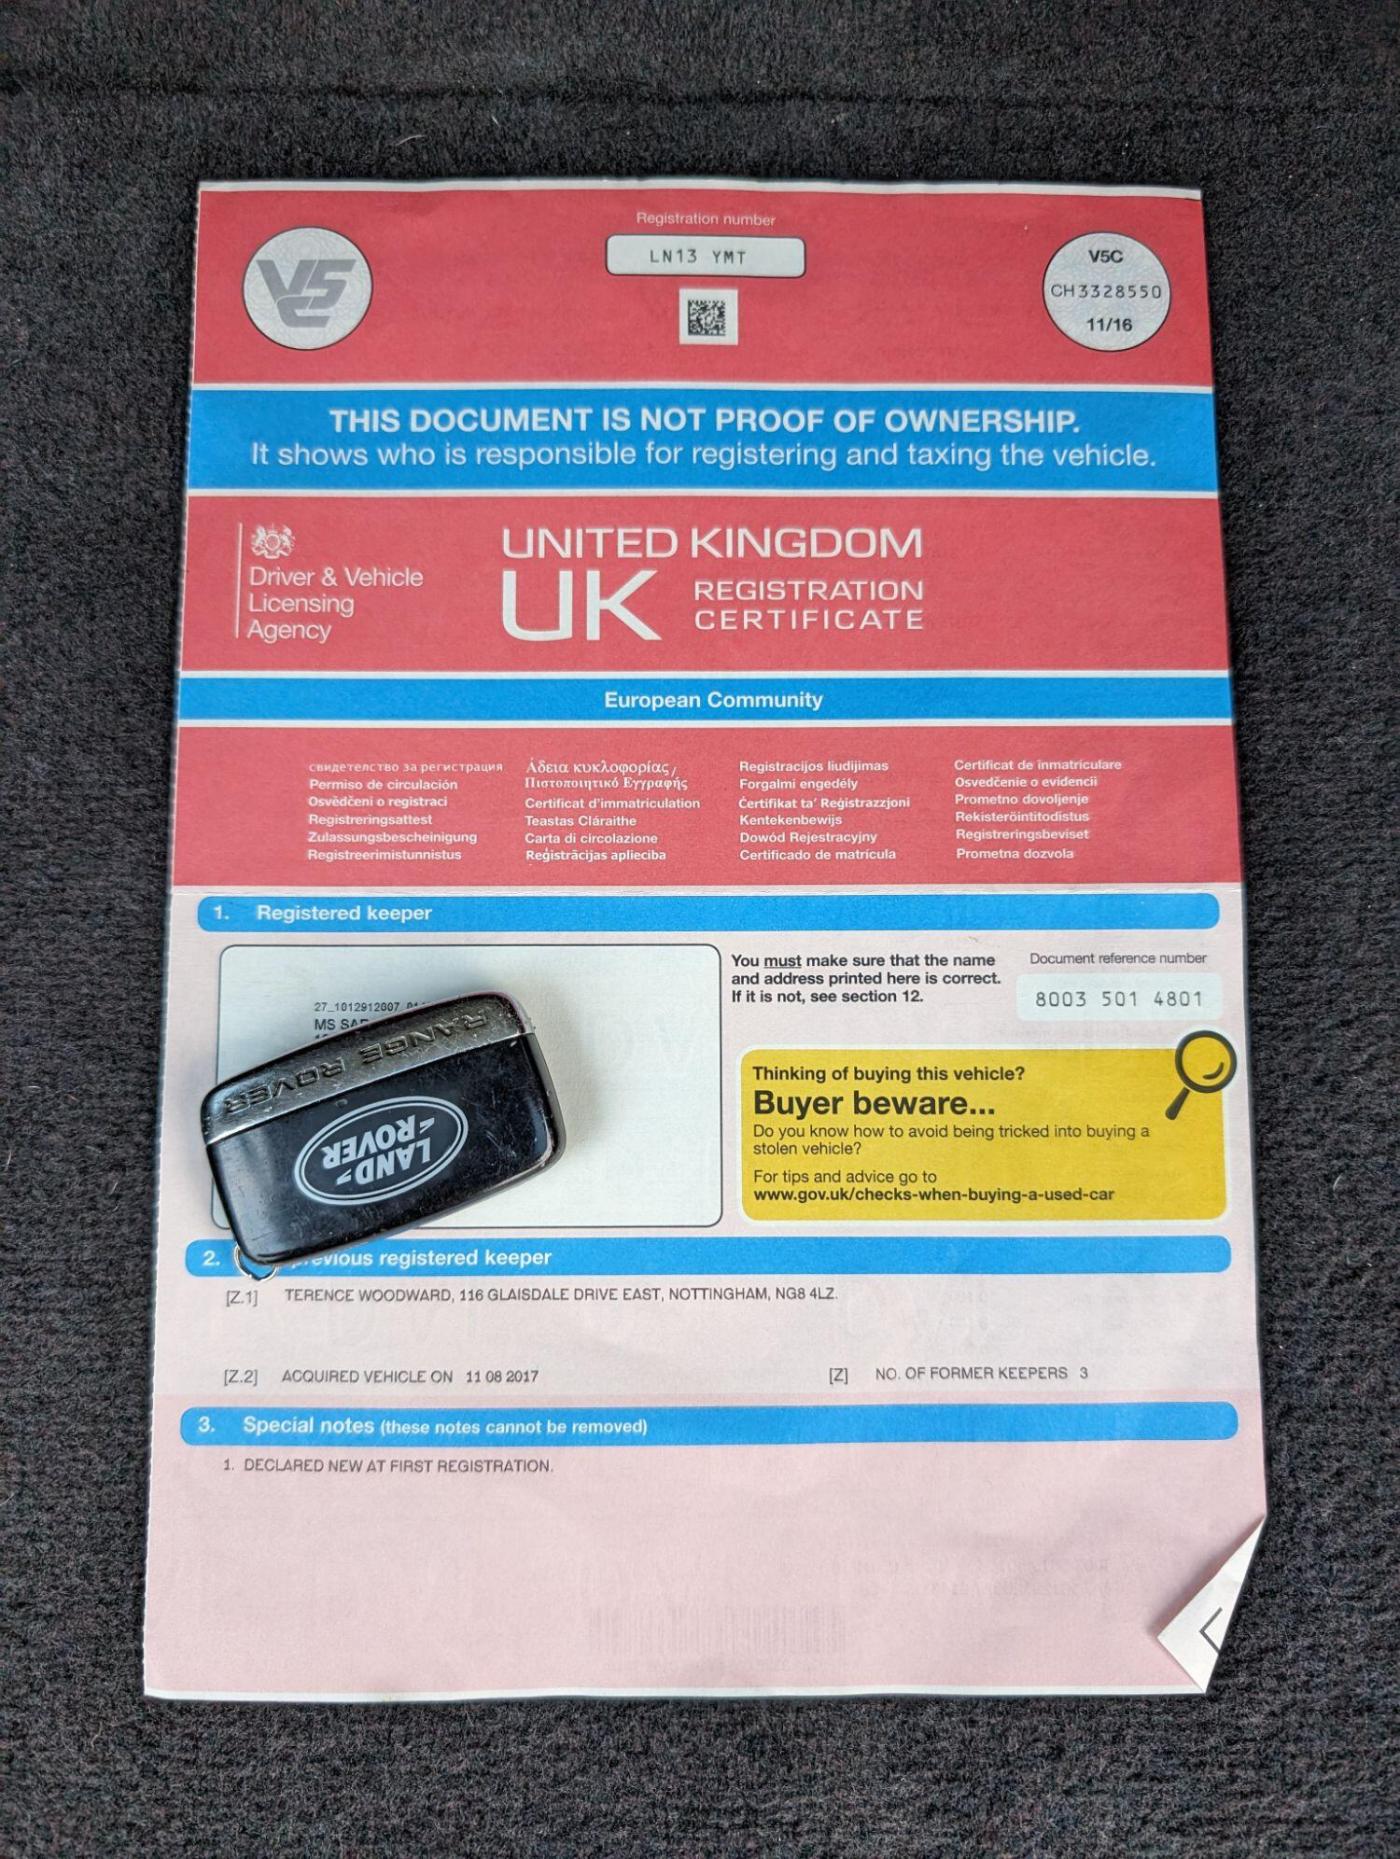 Registration number
LN13 YMT
V5C
V5C
CH3328550
11/16
THIS DOCUMENT IS NOT PROOF OF OWNERSHIP.
It shows who is responsible for registering and taxing the vehicle.
Driver & Vehicle
Licensing
Agency
UNITED KINGDOM
UK
REGISTRATION
CERTIFICATE
European Community
свидетелство за регистрация
Permiso de circulación
Osvědčeni o registraci
Registreringsattest
Zulassungsbescheinigung
Registreerimistunnistus
Άδεια κυκλοφορίας/
Πιστοποιητικό Εγγραφής
Certificat d'immatriculation
Teastas Cláraithe
Carta di circolazione
Reģistrācijas apliecība
Registracijos liudijimas
Forgalmi engedély
Ċertifikat ta' Reġistrazzjoni
Kentekenbewijs
Dowód Rejestracyjny
Certificado de matrícula
Certificat de înmatriculare
Osvedčenie o evidencii
Prometno dovoljenje
Rekisteröintitodistus
Registreringsbeviset
Prometna dozvola
1. Registered keeper
27_1012912007
MS
RANGE ROVER
LAND
ROVER
You must make sure that the name
and address printed here is correct.
If it is not, see section 12.
Document reference number
8003 501 4801
Thinking of buying this vehicle?
Buyer beware...
Do you know how to avoid being tricked into buying a
stolen vehicle?
For tips and advice go to
www.gov.uk/checks-when-buying-a-used-car
2. previous registered keeper
[Z.1] TERENCE WOODWARD, 116 GLAISDALE DRIVE EAST, NOTTINGHAM, NG8 4LZ.
[Z.2] ACQUIRED VEHICLE ON 11 08 2017
[Z] NO. OF FORMER KEEPERS 3
3. Special notes (these notes cannot be removed)
1. DECLARED NEW AT FIRST REGISTRATION.